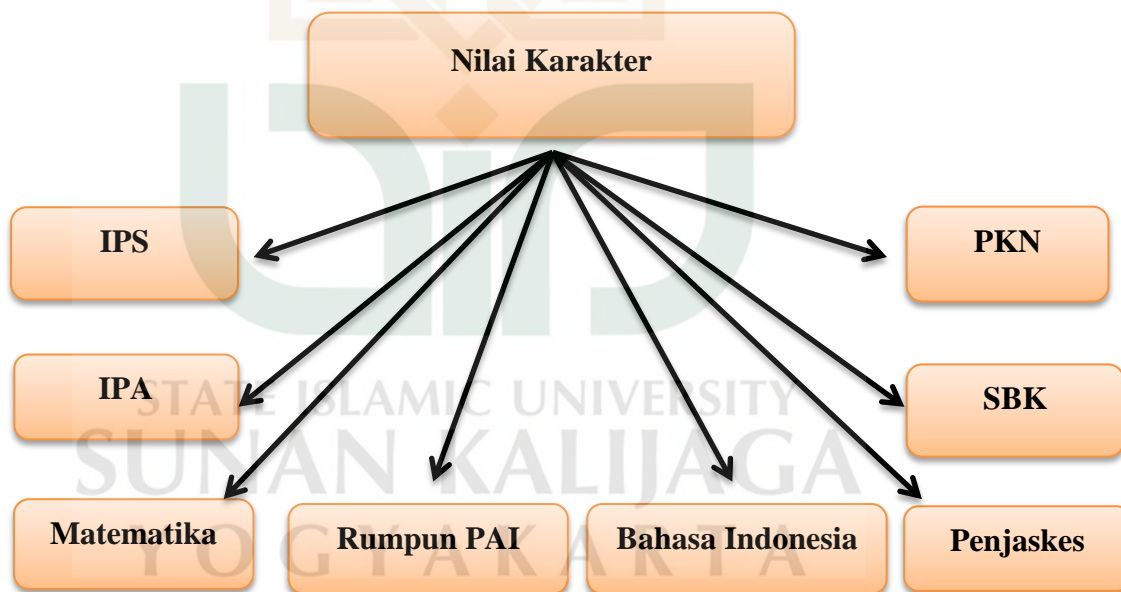 Nilai Karakter
IPS
PKN
IPA
SBK
STATE ISLAMIC UNIVERSITY
SUNAN KALIJAGA
Matematika
Rumpun PAI
Bahasa Indonesia
Penjaskes
YOGYAKARTA